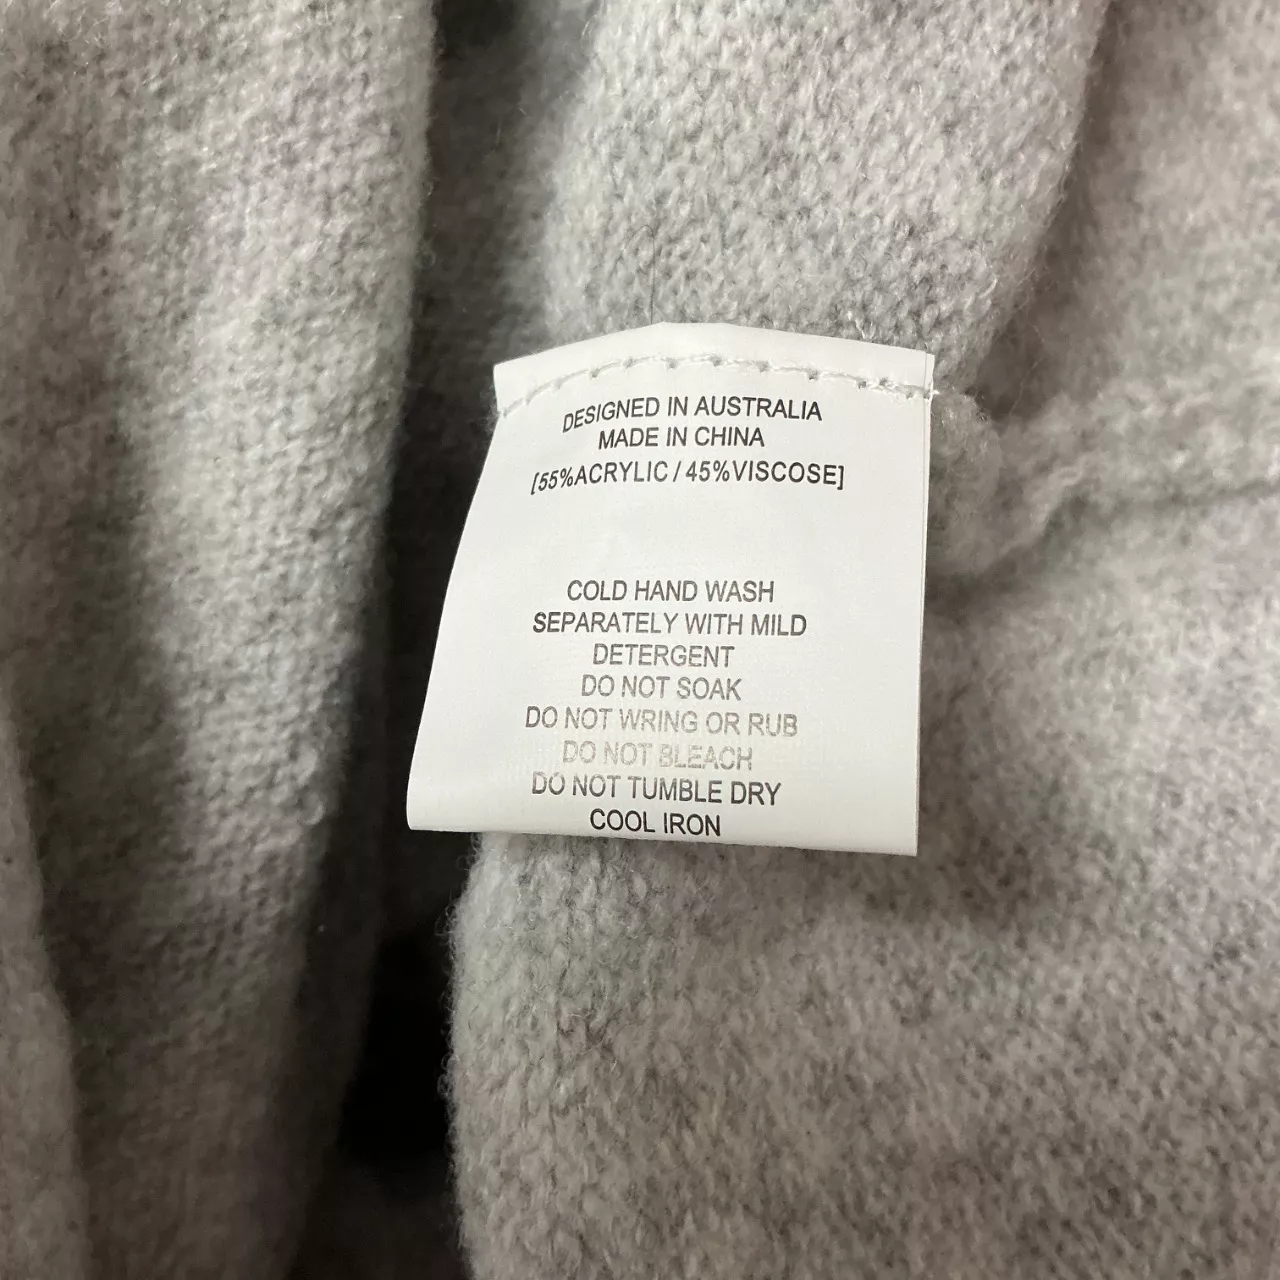 DESIGNED IN AUSTRALIA
MADE IN CHINA
[55%ACRYLIC / 45%VISCOSE]
COLD HAND WASH
SEPARATELY WITH MILD
DETERGENT
DO NOT SOAK
DO NOT WRING OR RUB
DO NOT BLEACH
DO NOT TUMBLE DRY
COOL IRON